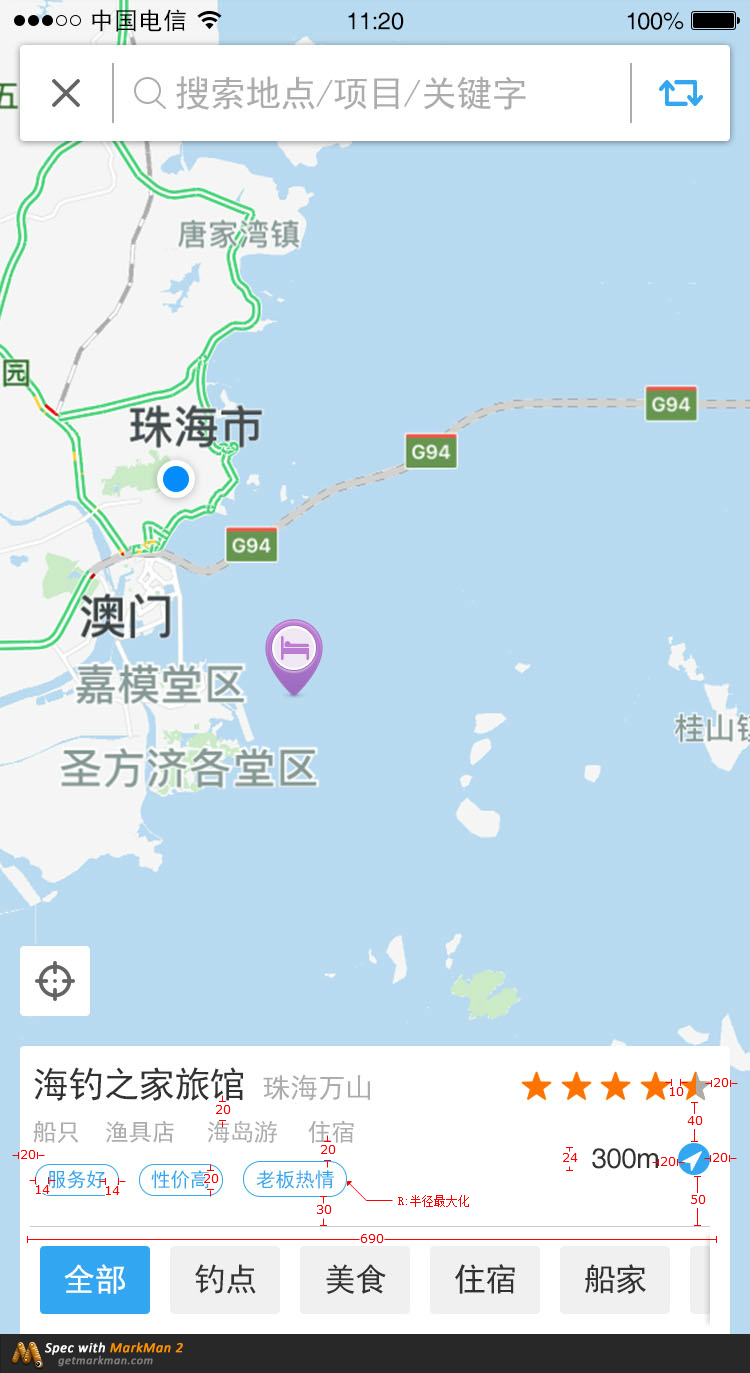 中国电信 11:20 100%
五
搜索地点/项目/关键字
唐家湾镇
园
珠海市
G94
G94
G94
澳门
嘉模堂区
桂山镇
圣方济各堂区
海钓之家旅馆 珠海万山
10 20
20
40
船只 渔具店 海岛游 住宿
20 20
24 300m 20 20
服务好 性价高 老板热情
14 14 20
R:半径最大化
30 50
690
全部 钓点 美食 住宿 船家
Spec with MarkMan 2
getmarkman.com